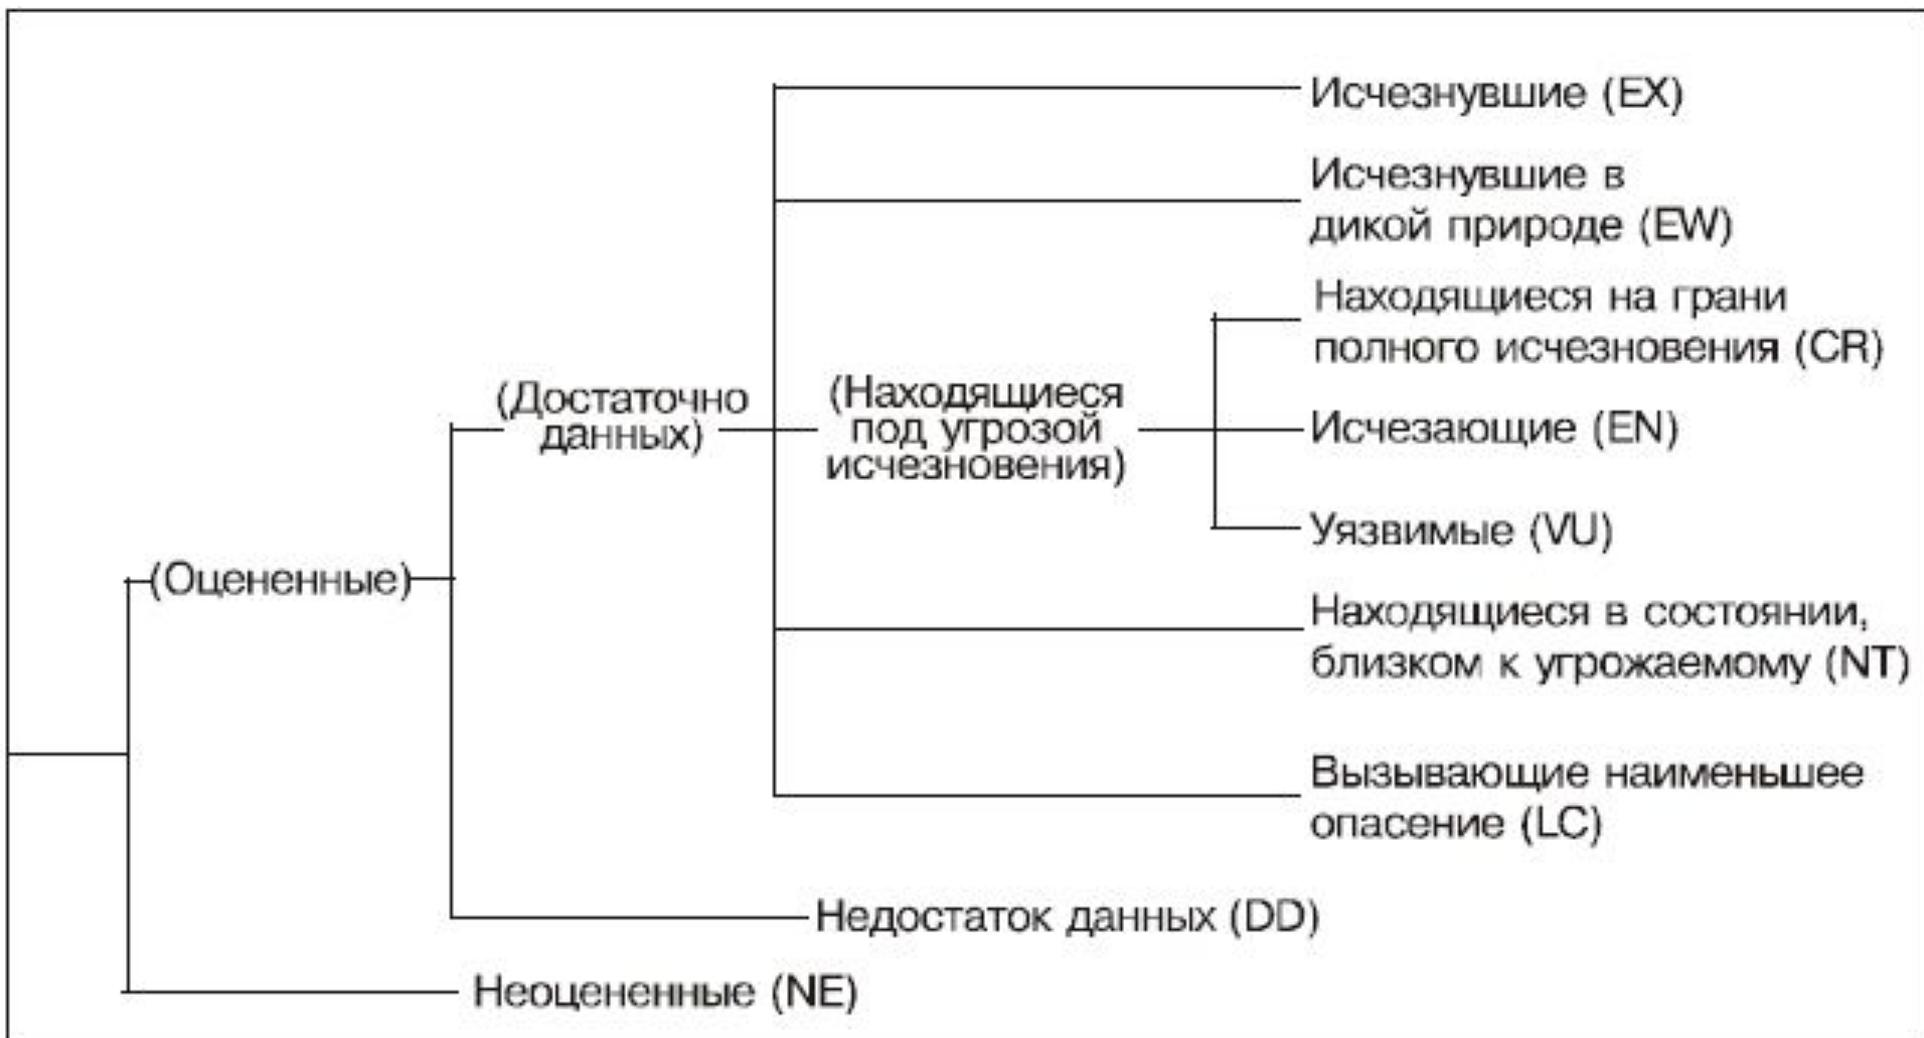 Исчезнувшие (EX)
Исчезнувшие в
дикой природе (EW)
Находящиеся на грани
полного исчезновения (CR)
(Достаточно
данных)
(Находящиеся
под угрозой
исчезновения)
Исчезающие (EN)
Уязвимые (VU)
(Оцененные)
Находящиеся в состоянии,
близком к угрожаемому (NT)
Вызывающие наименьшее
опасение (LC)
Недостаток данных (DD)
Неоцененные (NE)